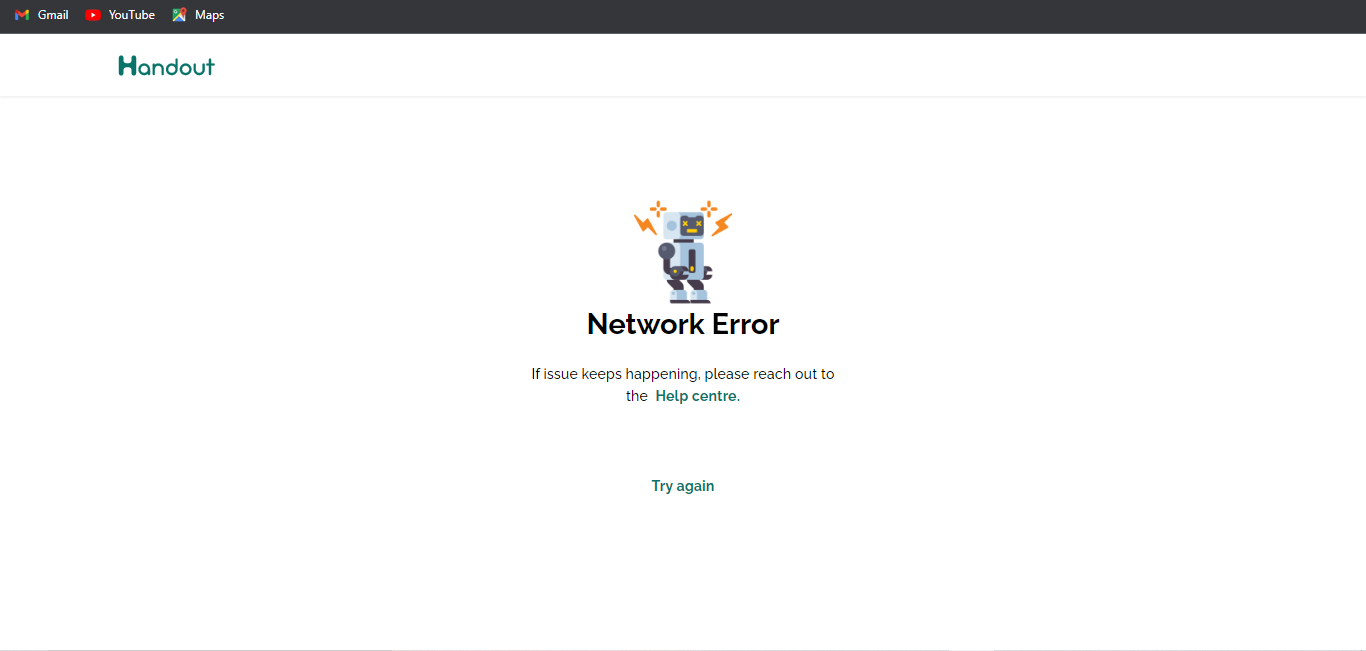 Gmail YouTube Maps
Handout
Network Error
If issue keeps happening, please reach out to
the Help centre.
Try again